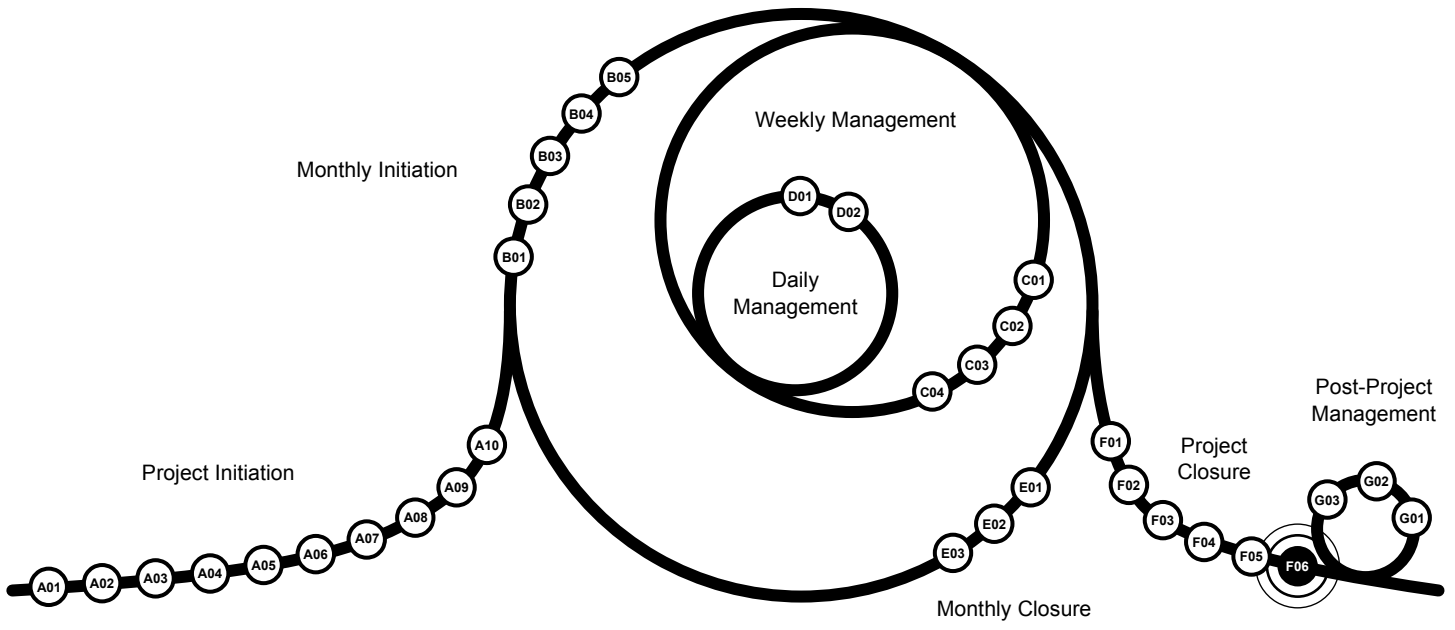 Project Initiation
A01
A02
A03
A04
A05
A06
A07
A08
A09
A10
Monthly Initiation
B01
B02
B03
B04
B05
Weekly Management
C01
C02
C03
C04
Daily
Management
D01
D02
Monthly Closure
E01
E02
E03
Project
Closure
F01
F02
F03
F04
F05
F06
Post-Project
Management
G01
G02
G03